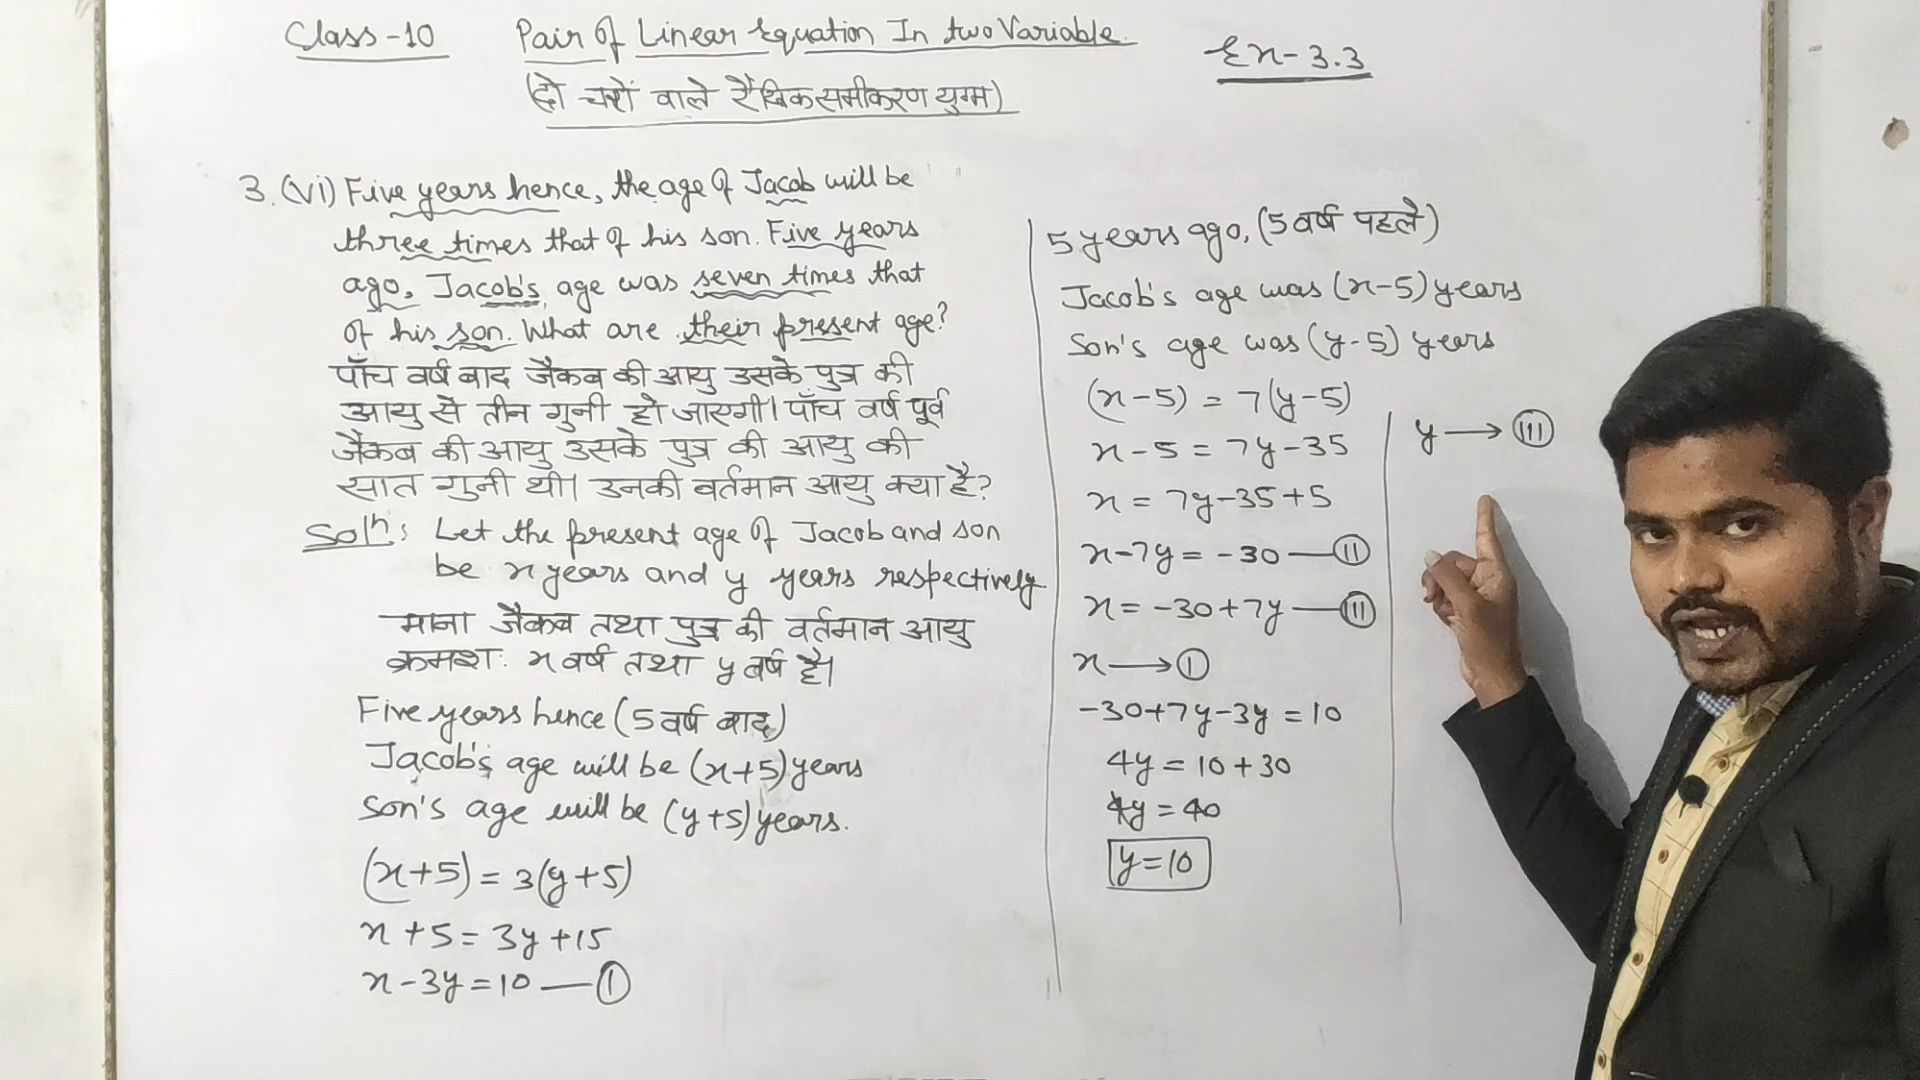 Class-10 Pair Of Linear Equation In two Variable.
(दो चरों वाले रैखिक समीकरण युग्म)
Ex-3.3
3.(vi) Five years hence, the age of Jacob will be
three times that of his son. Five years
ago, Jacob's age was seven times that
of his son. What are their present age?
पाँच वर्ष बाद जैकब की आयु उसके पुत्र की
आयु से तीन गुनी हो जाएगी। पाँच वर्ष पूर्व
जैकब की आयु उसके पुत्र की आयु की
सात गुनी थी। उनकी वर्तमान आयु क्या है?
Solⁿ: Let the present age of Jacob and son
be x years and y years respectively
माना जैकब तथा पुत्र की वर्तमान आयु
क्रमशः x वर्ष तथा y वर्ष है।
Five years hence (5 वर्ष बाद)
Jacob's age will be (x+5) years
Son's age will be (y+5) years.
(x+5) = 3(y+5)
x+5 = 3y+15
x-3y = 10 — (I)
5 years ago, (5 वर्ष पहले)
Jacob's age was (x-5) years
Son's age was (y-5) years
(x-5) = 7(y-5)
x-5 = 7y-35
x = 7y-35+5
x-7y = -30 — (II)
x = -30+7y — (III)
x → (I)
-30+7y-3y = 10
4y = 10+30
4y = 40
y=10
y → (III)